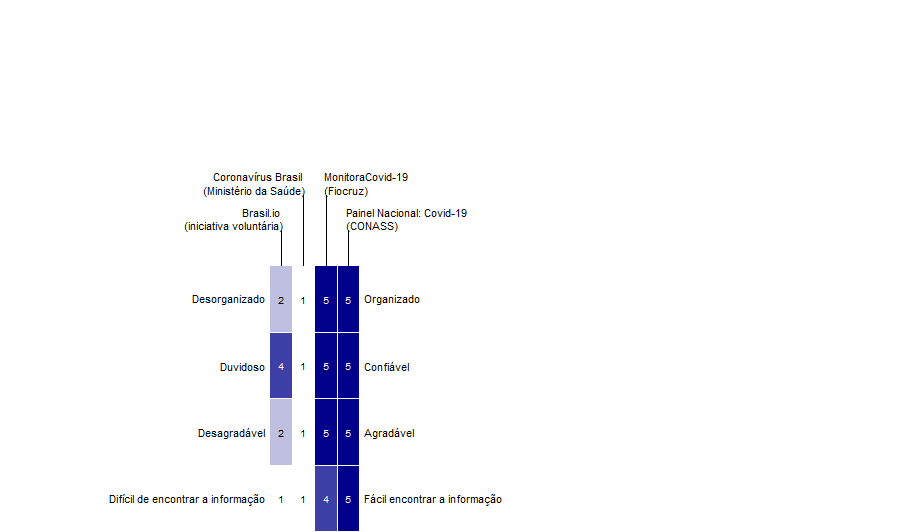 Coronavírus Brasil
(Ministério da Saúde)
MonitoraCovid-19
(Fiocruz)
Brasil.io
(iniciativa voluntária)
Painel Nacional: Covid-19
(CONASS)
Desorganizado 2 1 5 5 Organizado
Duvidoso 4 1 5 5 Confiável
Desagradável 2 1 5 5 Agradável
Difícil de encontrar a informação 1 1 4 5 Fácil encontrar a informação